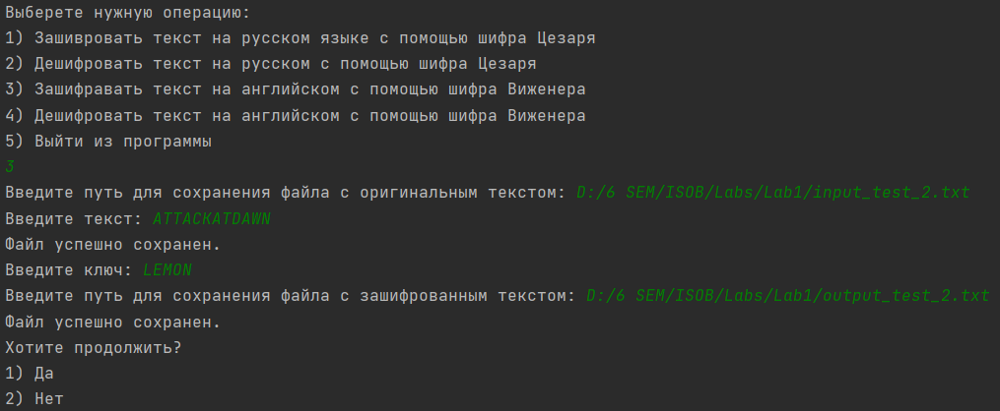 Выберете нужную операцию:
1) Зашивровать текст на русском языке с помощью шифра Цезаря
2) Дешифровать текст на русском с помощью шифра Цезаря
3) Зашифравать текст на английском с помощью шифра Виженера
4) Дешифровать текст на английском с помощью шифра Виженера
5) Выйти из программы
3
Введите путь для сохранения файла с оригинальным текстом: D:/6 SEM/ISOB/Labs/Lab1/input_test_2.txt
Введите текст: ATTACKATDAWN
Файл успешно сохранен.
Введите ключ: LEMON
Введите путь для сохранения файла с зашифрованным текстом: D:/6 SEM/ISOB/Labs/Lab1/output_test_2.txt
Файл успешно сохранен.
Хотите продолжить?
1) Да
2) Нет